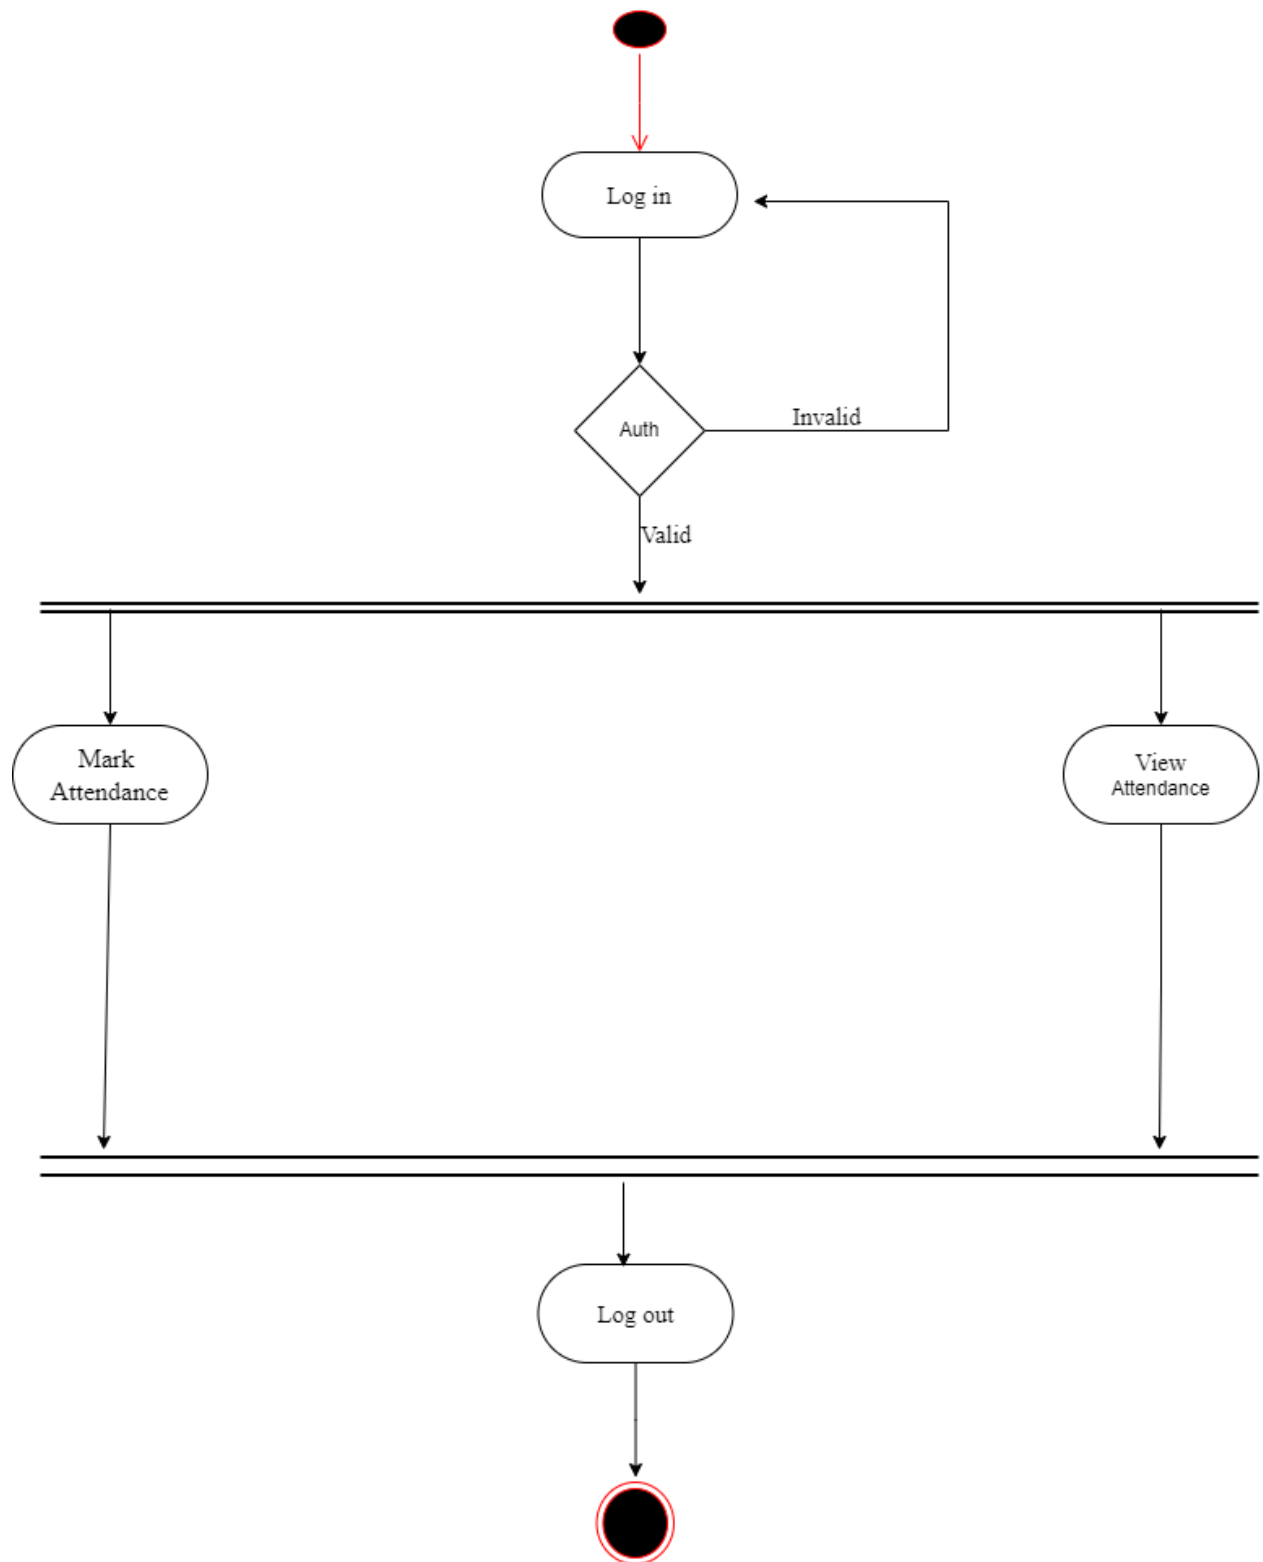 Log in
Auth
Invalid
Valid
Mark
Attendance
View
Attendance
Log out